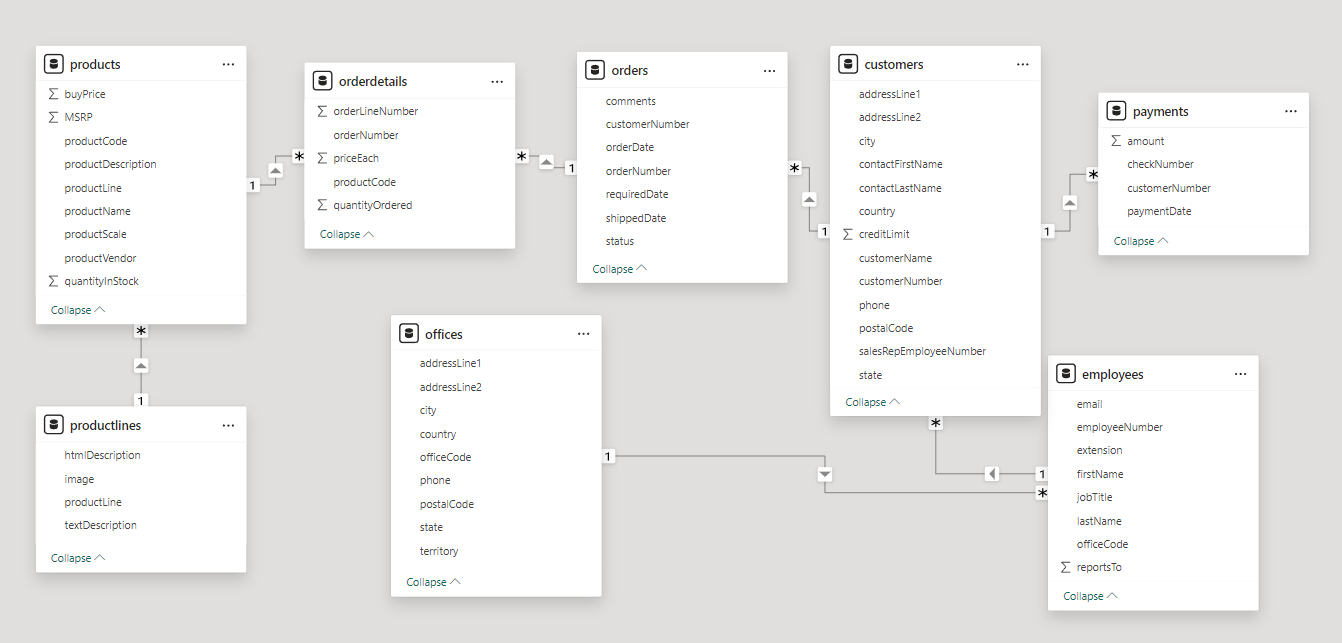 products
...
Σ buyPrice
Σ MSRP
productCode
productDescription
productLine
productName
productScale
productVendor
Σ quantityInStock
Collapse
1
*
*
1
productlines
...
htmlDescription
image
productLine
textDescription
Collapse
orderdetails
...
Σ orderLineNumber
orderNumber
Σ priceEach
productCode
Σ quantityOrdered
Collapse
*
1
orders
...
comments
customerNumber
orderDate
orderNumber
requiredDate
shippedDate
status
Collapse
*
1
offices
...
addressLine1
addressLine2
city
country
officeCode
phone
postalCode
state
territory
Collapse
1
*
customers
...
addressLine1
addressLine2
city
contactFirstName
contactLastName
country
Σ creditLimit
customerName
customerNumber
phone
postalCode
salesRepEmployeeNumber
state
Collapse
1
*
*
1
payments
...
Σ amount
checkNumber
customerNumber
paymentDate
Collapse
employees
...
email
employeeNumber
extension
firstName
jobTitle
lastName
officeCode
Σ reportsTo
Collapse